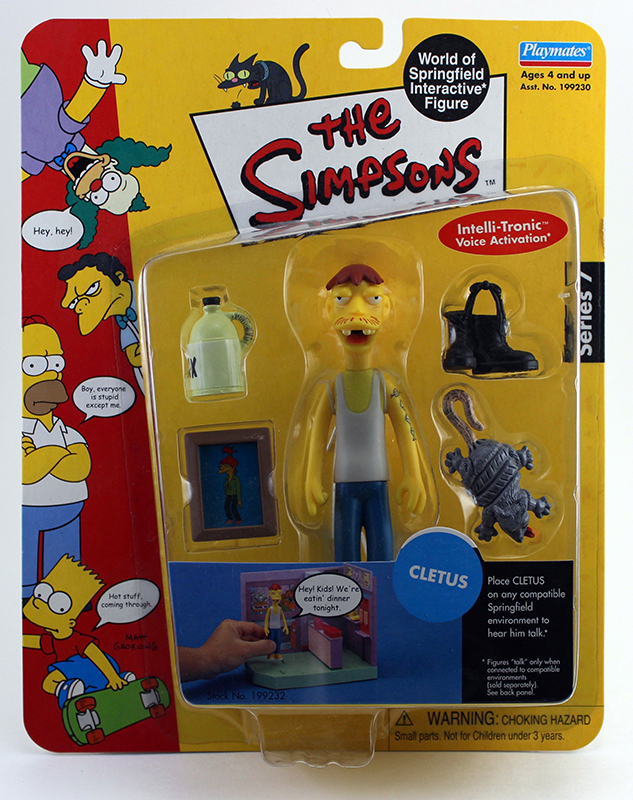 World of
Springfield
Interactive*
Figure
Playmates®
Ages 4 and up
Asst. No. 199230
THE
SIMPSONS
TM
Intelli-Tronic™
Voice Activation*
Series 7
Hey, hey!
Boy, everyone
is stupid
except me.
Hot stuff,
coming through.
MATT
GROENING
CLETUS
Hey! Kids! We're
eatin' dinner
tonight.
Place CLETUS
on any compatible
Springfield
environment to
hear him talk.*
* Figures "talk" only when
connected to compatible
environments
(sold separately).
See back panel.
Stock No. 199232
WARNING: CHOKING HAZARD
Small parts. Not for Children under 3 years.